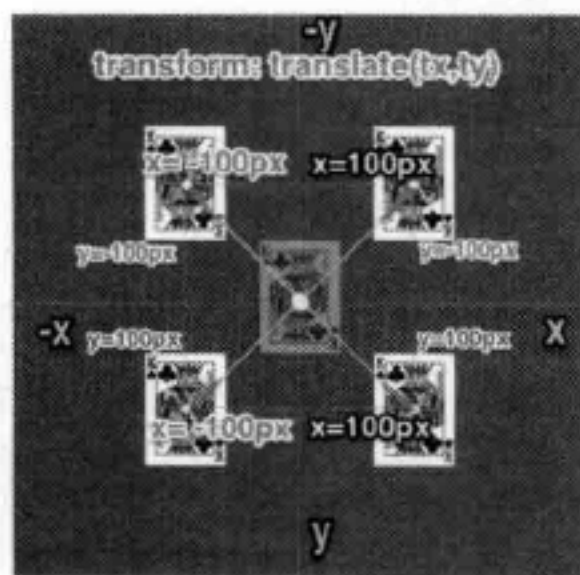 -y
transform: translate(tx,ty)
x= -100px x=100px
y=-100px y=-100px
-x y=100px y=100px x
x= -100px x=100px
y